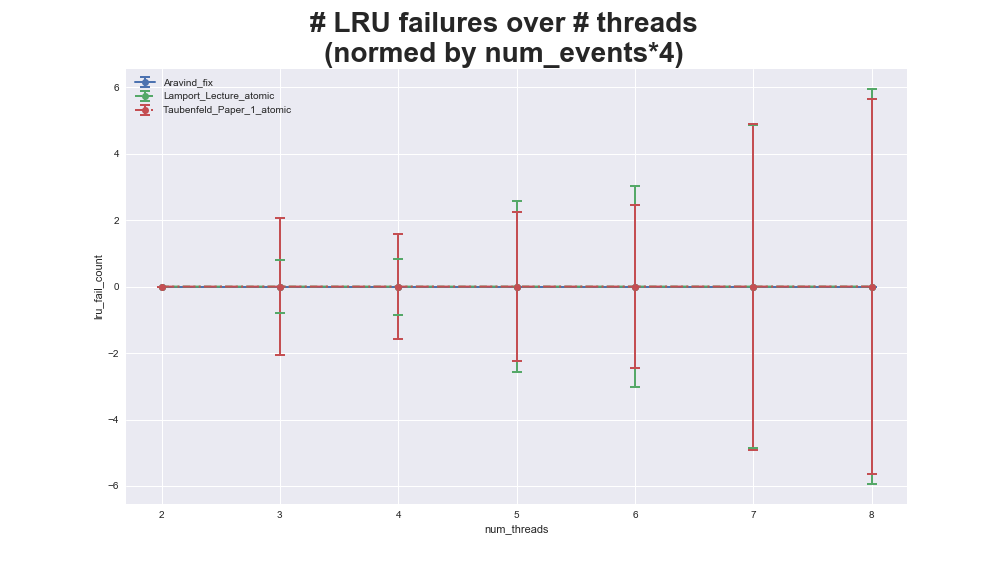 # LRU failures over # threads
(normed by num_events*4)
Aravind_fix
Lamport_Lecture_atomic
Taubenfeld_Paper_1_atomic
6
4
2
0
−2
−4
−6
lru_fail_count
2 3 4 5 6 7 8
num_threads